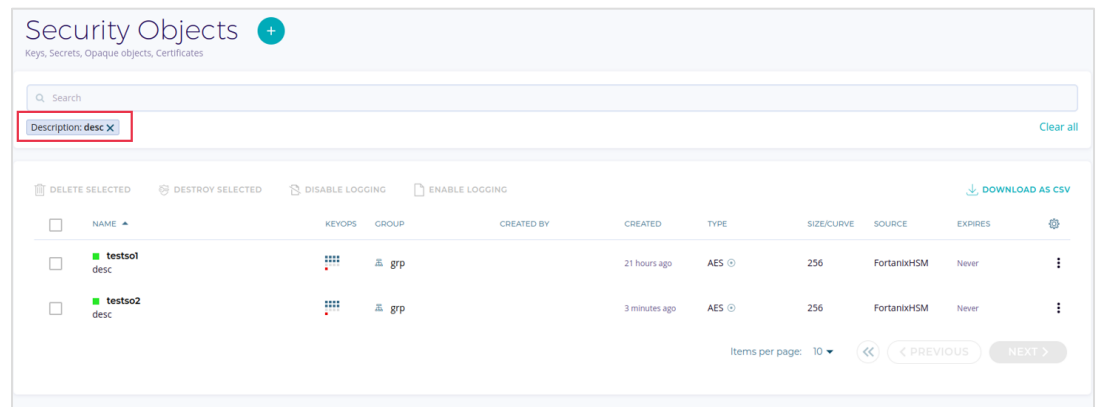 Security Objects
Keys, Secrets, Opaque objects, Certificates
Search
Description: desc
Clear all
DELETE SELECTED DESTROY SELECTED DISABLE LOGGING ENABLE LOGGING DOWNLOAD AS CSV
NAME KEYOPS GROUP CREATED BY CREATED TYPE SIZE/CURVE SOURCE EXPIRES
testso1 grp 21 hours ago AES 256 FortanixHSM Never
desc
testso2 grp 3 minutes ago AES 256 FortanixHSM Never
desc
Items per page: 10 PREVIOUS NEXT